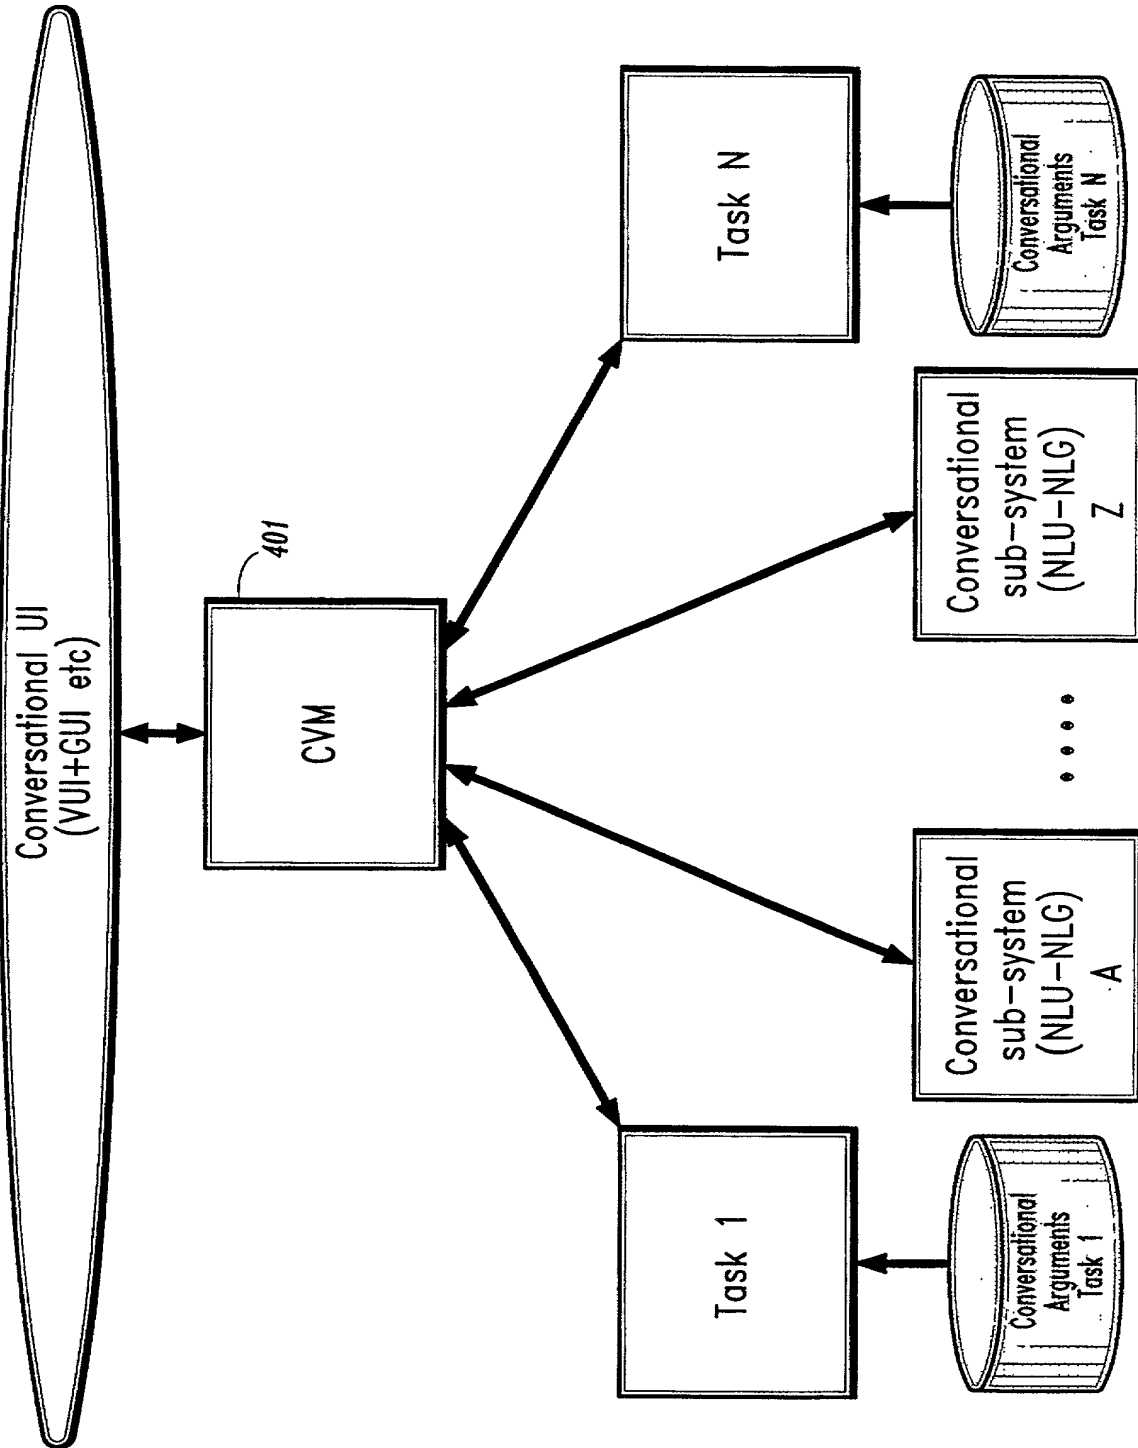 Conversational UI
(VUI+GUI etc)
401
CVM
Task 1
Task N
Conversational
Arguments
Task 1
Conversational
sub-system
(NLU-NLG)
A
Conversational
sub-system
(NLU-NLG)
Z
Conversational
Arguments
Task N